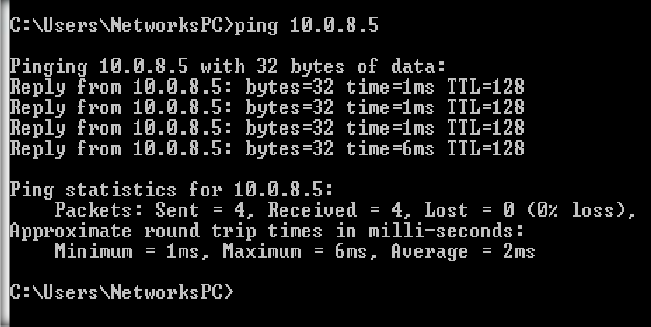 C:\Users\NetworksPC>ping 10.0.8.5
Pinging 10.0.8.5 with 32 bytes of data:
Reply from 10.0.8.5: bytes=32 time=1ms TTL=128
Reply from 10.0.8.5: bytes=32 time=1ms TTL=128
Reply from 10.0.8.5: bytes=32 time=1ms TTL=128
Reply from 10.0.8.5: bytes=32 time=6ms TTL=128
Ping statistics for 10.0.8.5:
    Packets: Sent = 4, Received = 4, Lost = 0 (0% loss),
Approximate round trip times in milli-seconds:
    Minimum = 1ms, Maximum = 6ms, Average = 2ms
C:\Users\NetworksPC>